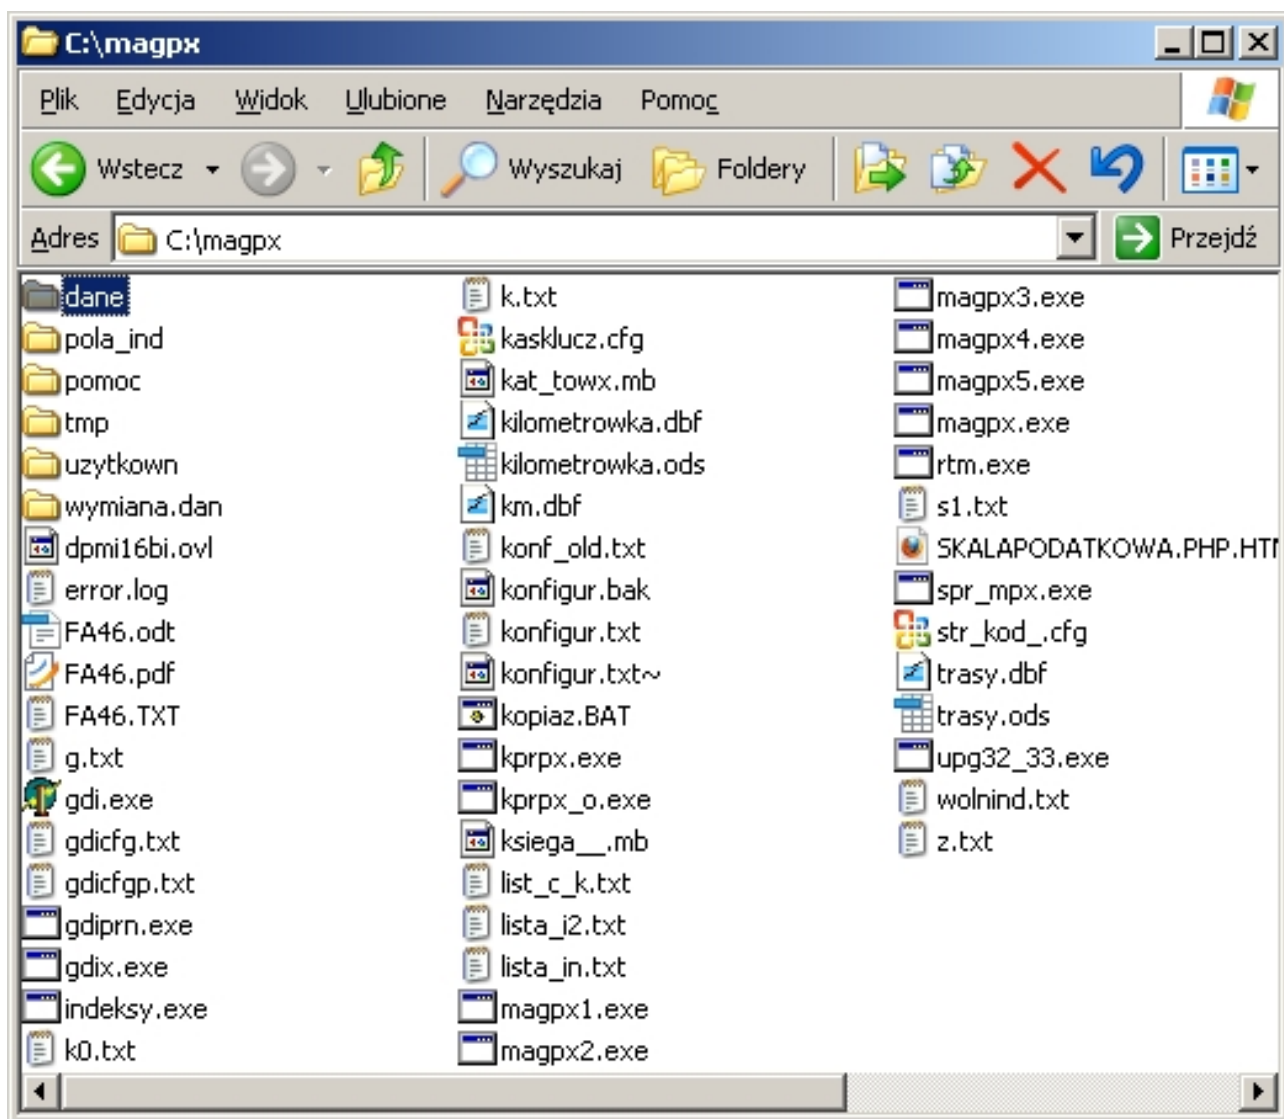 C:\magpx
Plik Edycja Widok Ulubione Narzędzia Pomoc
Wstecz Wyszukaj Foldery
Adres C:\magpx Przejdź
dane
pola_ind
pomoc
tmp
uzytkown
wymiana.dan
dpmi16bi.ovl
error.log
FA46.odt
FA46.pdf
FA46.TXT
g.txt
gdi.exe
gdicfg.txt
gdicfgp.txt
gdiprn.exe
gdix.exe
indeksy.exe
k0.txt
k.txt
kasklucz.cfg
kat_towx.mb
kilometrowka.dbf
kilometrowka.ods
km.dbf
konf_old.txt
konfigur.bak
konfigur.txt
konfigur.txt~
kopiaz.BAT
kprpx.exe
kprpx_o.exe
ksiega__.mb
list_c_k.txt
lista_i2.txt
lista_in.txt
magpx1.exe
magpx2.exe
magpx3.exe
magpx4.exe
magpx5.exe
magpx.exe
rtm.exe
s1.txt
SKALAPODATKOWA.PHP.HTM
spr_mpx.exe
str_kod_.cfg
trasy.dbf
trasy.ods
upg32_33.exe
wolnind.txt
z.txt